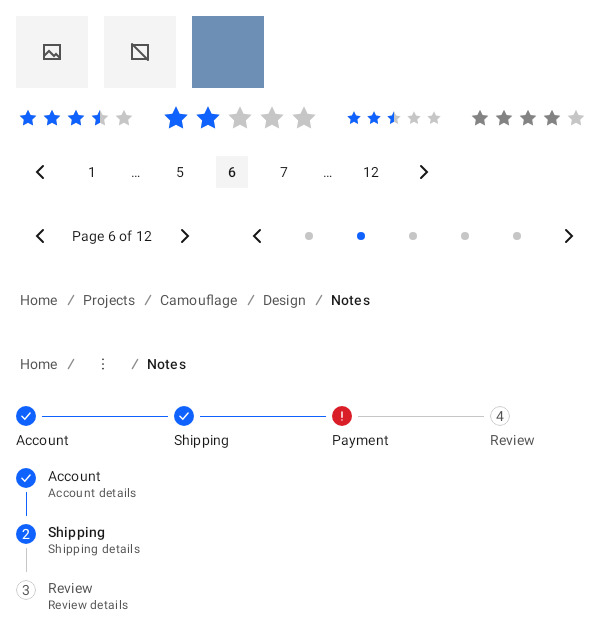 1 … 5 6 7 … 12
Page 6 of 12
Home / Projects / Camouflage / Design / Notes
Home / ⋮ / Notes
! 4
Account Shipping Payment Review
Account
Account details
2 Shipping
Shipping details
3 Review
Review details